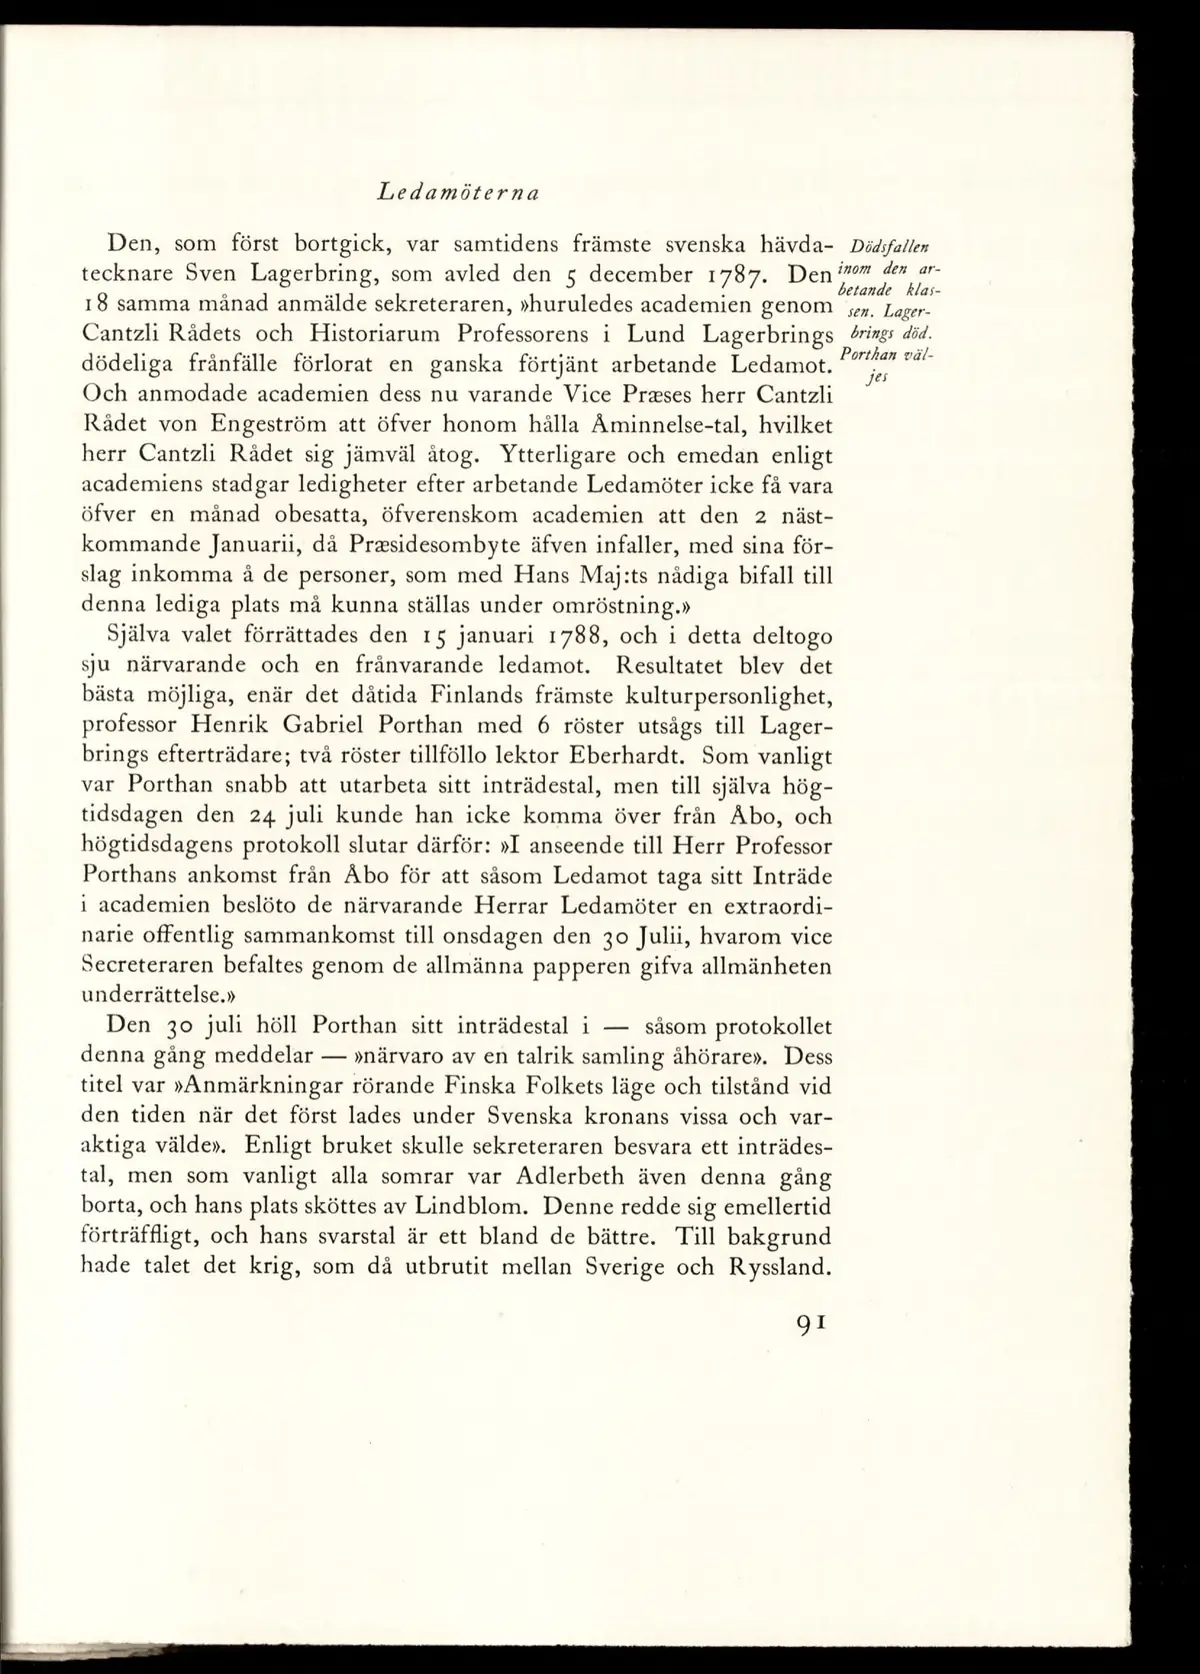 Ledamöterna
Den, som först bortgick, var samtidens främste svenska hävda-
tecknare Sven Lagerbring, som avled den 5 december 1787. Den
18 samma månad anmälde sekreteraren, »huruledes academien genom
Cantzli Rådets och Historiarum Professorens i Lund Lagerbrings
dödeliga frånfälle förlorat en ganska förtjänt arbetande Ledamot.
Och anmodade academien dess nu varande Vice Præses herr Cantzli
Rådet von Engeström att öfver honom hålla Åminnelse-tal, hvilket
herr Cantzli Rådet sig jämväl åtog. Ytterligare och emedan enligt
academiens stadgar ledigheter efter arbetande Ledamöter icke få vara
öfver en månad obesatta, öfverenskom academien att den 2 näst-
kommande Januarii, då Præsidesombyte äfven infaller, med sina för-
slag inkomma å de personer, som med Hans Maj:ts nådiga bifall till
denna lediga plats må kunna ställas under omröstning.»
Själva valet förrättades den 15 januari 1788, och i detta deltogo
sju närvarande och en frånvarande ledamot. Resultatet blev det
bästa möjliga, enär det dåtida Finlands främste kulturpersonlighet,
professor Henrik Gabriel Porthan med 6 röster utsågs till Lager-
brings efterträdare; två röster tillföllo lektor Eberhardt. Som vanligt
var Porthan snabb att utarbeta sitt inträdestal, men till själva hög-
tidsdagen den 24 juli kunde han icke komma över från Åbo, och
högtidsdagens protokoll slutar därför: »I anseende till Herr Professor
Porthans ankomst från Åbo för att såsom Ledamot taga sitt Inträde
i academien beslöto de närvarande Herrar Ledamöter en extraordi-
narie offentlig sammankomst till onsdagen den 30 Julii, hvarom vice
Secreteraren befaltes genom de allmänna papperen gifva allmänheten
underrättelse.»
Den 30 juli höll Porthan sitt inträdestal i — såsom protokollet
denna gång meddelar — »närvaro av en talrik samling åhörare». Dess
titel var »Anmärkningar rörande Finska Folkets läge och tilstånd vid
den tiden när det först lades under Svenska kronans vissa och var-
aktiga välde». Enligt bruket skulle sekreteraren besvara ett inträdes-
tal, men som vanligt alla somrar var Adlerbeth även denna gång
borta, och hans plats sköttes av Lindblom. Denne redde sig emellertid
förträffligt, och hans svarstal är ett bland de bättre. Till bakgrund
hade talet det krig, som då utbrutit mellan Sverige och Ryssland.
Dödsfallen
inom den ar-
betande klas-
sen. Lager-
brings död.
Porthan väl-
jes
91